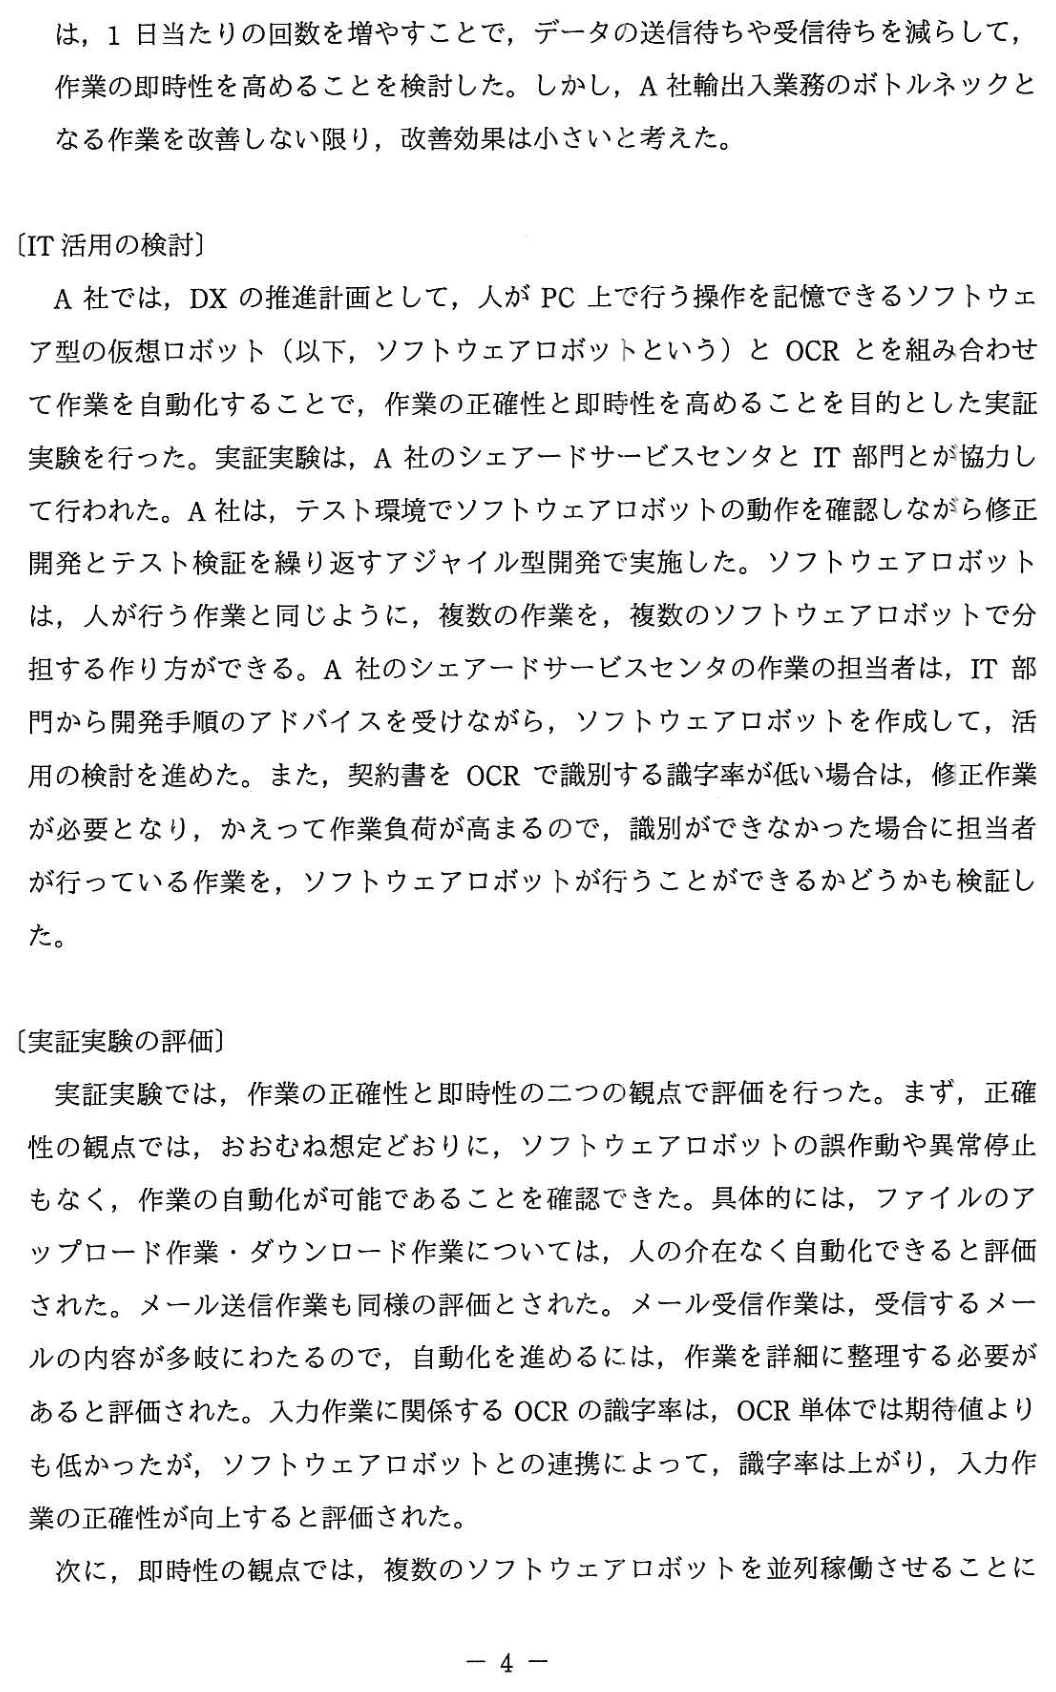 は，1 日当たりの回数を増やすことで，データの送信待ちや受信待ちを減らして，
作業の即時性を高めることを検討した。しかし，A 社輸出入業務のボトルネックと
なる作業を改善しない限り，改善効果は小さいと考えた。
〔IT 活用の検討〕
A 社では，DX の推進計画として，人が PC 上で行う操作を記憶できるソフトウェ
ア型の仮想ロボット（以下，ソフトウェアロボットという）と OCR とを組み合わせ
て作業を自動化することで，作業の正確性と即時性を高めることを目的とした実証
実験を行った。実証実験は，A 社のシェアードサービスセンタと IT 部門とが協力し
て行われた。A 社は，テスト環境でソフトウェアロボットの動作を確認しながら修正
開発とテスト検証を繰り返すアジャイル型開発で実施した。ソフトウェアロボット
は，人が行う作業と同じように，複数の作業を，複数のソフトウェアロボットで分
担する作り方ができる。A 社のシェアードサービスセンタの作業の担当者は，IT 部
門から開発手順のアドバイスを受けながら，ソフトウェアロボットを作成して，活
用の検討を進めた。また，契約書を OCR で識別する識字率が低い場合は，修正作業
が必要となり，かえって作業負荷が高まるので，識別ができなかった場合に担当者
が行っている作業を，ソフトウェアロボットが行うことができるかどうかも検証し
た。
〔実証実験の評価〕
実証実験では，作業の正確性と即時性の二つの観点で評価を行った。まず，正確
性の観点では，おおむね想定どおりに，ソフトウェアロボットの誤作動や異常停止
もなく，作業の自動化が可能であることを確認できた。具体的には，ファイルのア
ップロード作業・ダウンロード作業については，人の介在なく自動化できると評価
された。メール送信作業も同様の評価とされた。メール受信作業は，受信するメー
ルの内容が多岐にわたるので，自動化を進めるには，作業を詳細に整理する必要が
あると評価された。入力作業に関係する OCR の識字率は，OCR 単体では期待値より
も低かったが，ソフトウェアロボットとの連携によって，識字率は上がり，入力作
業の正確性が向上すると評価された。
次に，即時性の観点では，複数のソフトウェアロボットを並列稼働させることに
－ 4 －